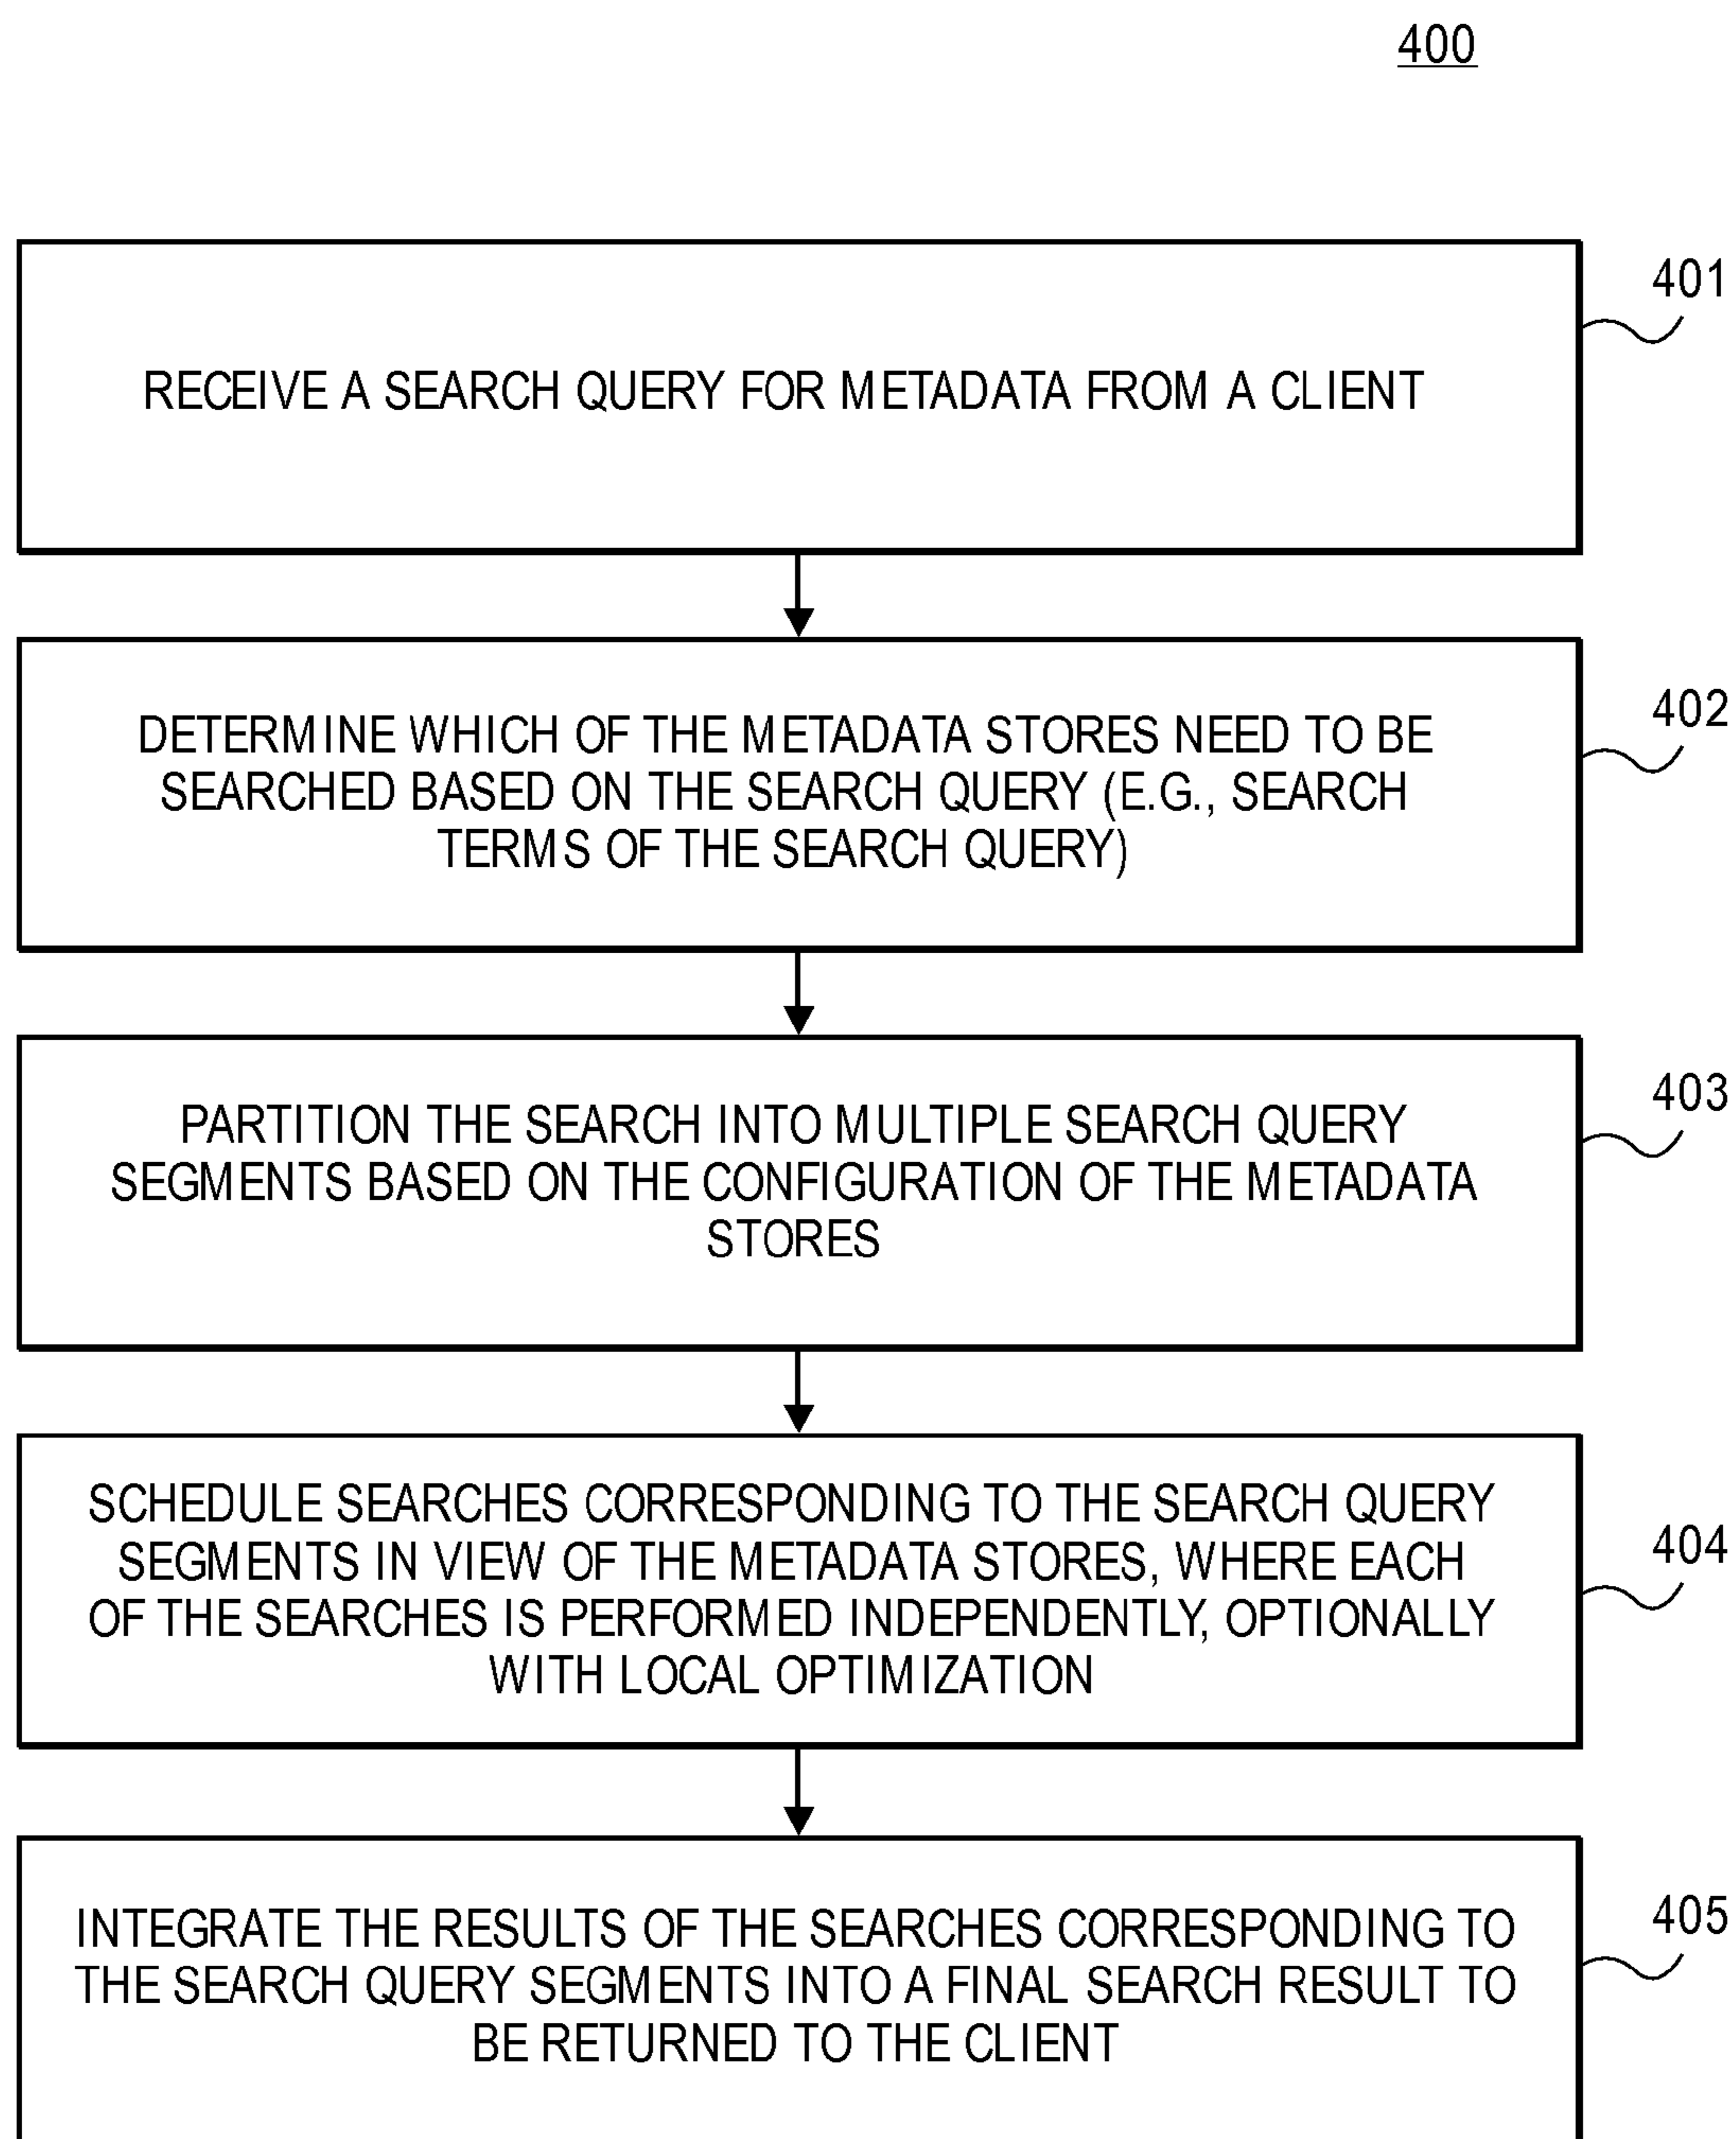 400
401
RECEIVE A SEARCH QUERY FOR METADATA FROM A CLIENT
402
DETERMINE WHICH OF THE METADATA STORES NEED TO BE
SEARCHED BASED ON THE SEARCH QUERY (E.G., SEARCH
TERMS OF THE SEARCH QUERY)
403
PARTITION THE SEARCH INTO MULTIPLE SEARCH QUERY
SEGMENTS BASED ON THE CONFIGURATION OF THE METADATA
STORES
404
SCHEDULE SEARCHES CORRESPONDING TO THE SEARCH QUERY
SEGMENTS IN VIEW OF THE METADATA STORES, WHERE EACH
OF THE SEARCHES IS PERFORMED INDEPENDENTLY, OPTIONALLY
WITH LOCAL OPTIMIZATION
405
INTEGRATE THE RESULTS OF THE SEARCHES CORRESPONDING TO
THE SEARCH QUERY SEGMENTS INTO A FINAL SEARCH RESULT TO
BE RETURNED TO THE CLIENT